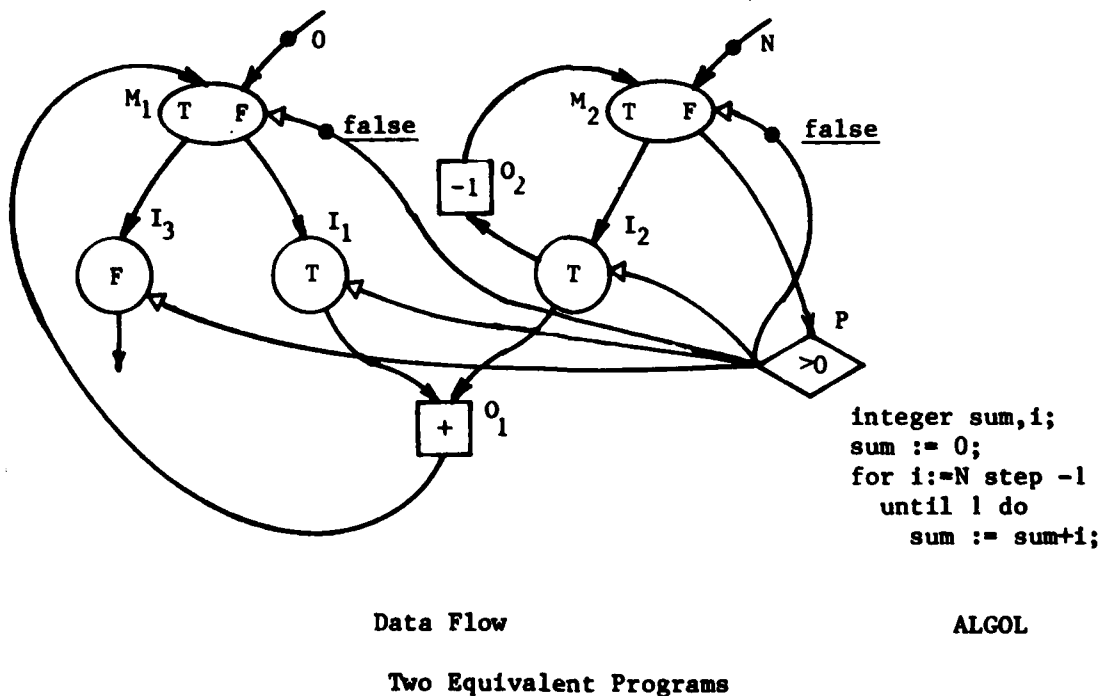 0
N
M1
T F
false
M2
T F
false
-1
O2
I3
I1
I2
F
T
T
P
>0
+
O1
integer sum,i;
sum := 0;
for i:=N step -1
until 1 do
sum := sum+i;
Data Flow
ALGOL
Two Equivalent Programs